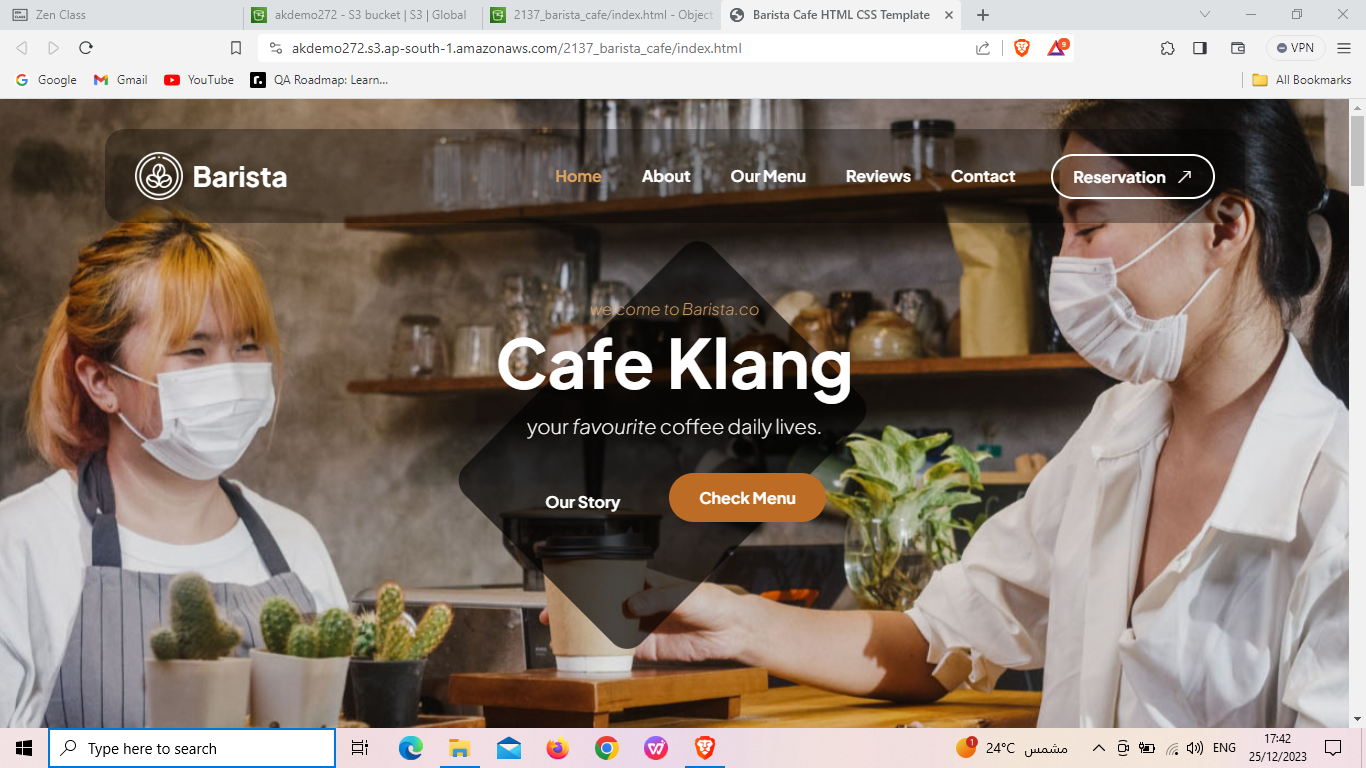 Zen Class
akdemo272 - S3 bucket | S3 | Global
2137_barista_cafe/index.html - Object
Barista Cafe HTML CSS Template
akdemo272.s3.ap-south-1.amazonaws.com/2137_barista_cafe/index.html
9
VPN
Google
Gmail
YouTube
r.
QA Roadmap: Learn...
All Bookmarks
Barista
Home
About
Our Menu
Reviews
Contact
Reservation
welcome to Barista.co
Cafe Klang
your favourite coffee daily lives.
Our Story
Check Menu
Type here to search
1
24°C مشمس
ENG
17:42
25/12/2023